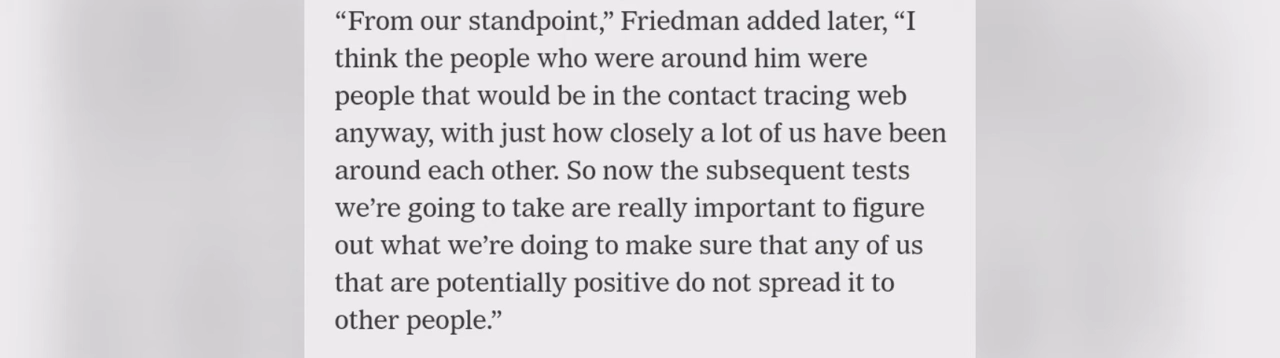 “From our standpoint,” Friedman added later, “I
think the people who were around him were
people that would be in the contact tracing web
anyway, with just how closely a lot of us have been
around each other. So now the subsequent tests
we’re going to take are really important to figure
out what we’re doing to make sure that any of us
that are potentially positive do not spread it to
other people.”